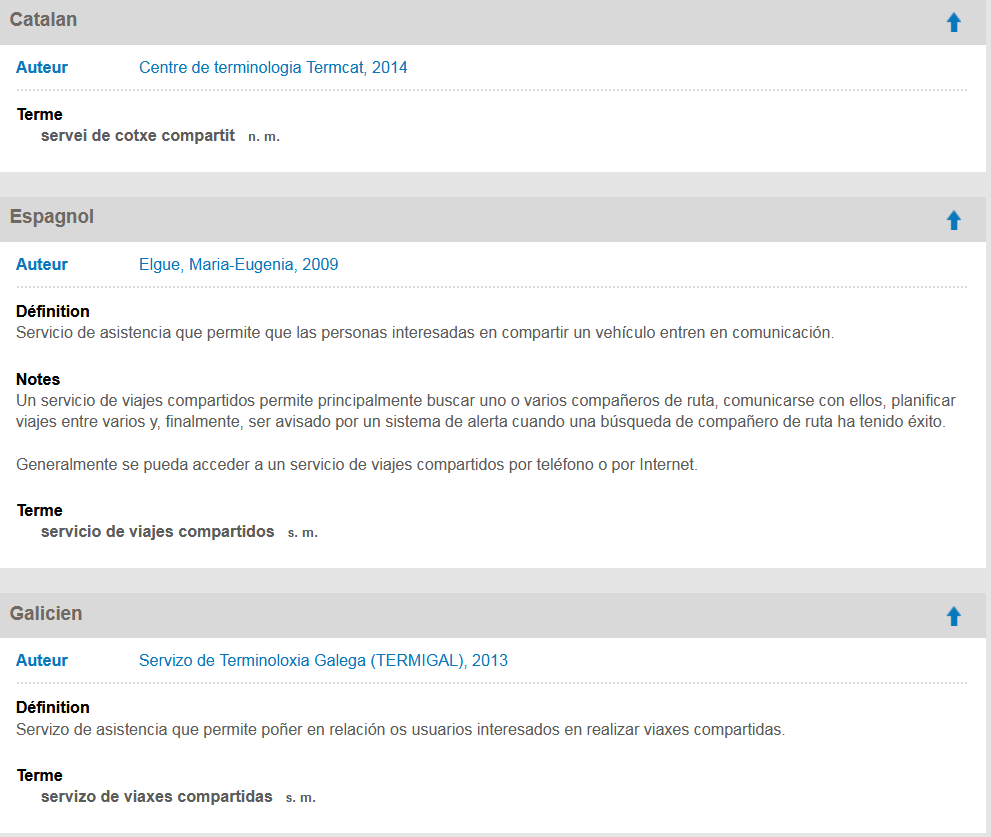 Catalan
Auteur Centre de terminologia Termcat, 2014
Terme
servei de cotxe compartit n. m.
Espagnol
Auteur Elgue, Maria-Eugenia, 2009
Définition
Servicio de asistencia que permite que las personas interesadas en compartir un vehículo entren en comunicación.
Notes
Un servicio de viajes compartidos permite principalmente buscar uno o varios compañeros de ruta, comunicarse con ellos, planificar
viajes entre varios y, finalmente, ser avisado por un sistema de alerta cuando una búsqueda de compañero de ruta ha tenido éxito.
Generalmente se pueda acceder a un servicio de viajes compartidos por teléfono o por Internet.
Terme
servicio de viajes compartidos s. m.
Galicien
Auteur Servizo de Terminoloxia Galega (TERMIGAL), 2013
Définition
Servizo de asistencia que permite poñer en relación os usuarios interesados en realizar viaxes compartidas.
Terme
servizo de viaxes compartidas s. m.